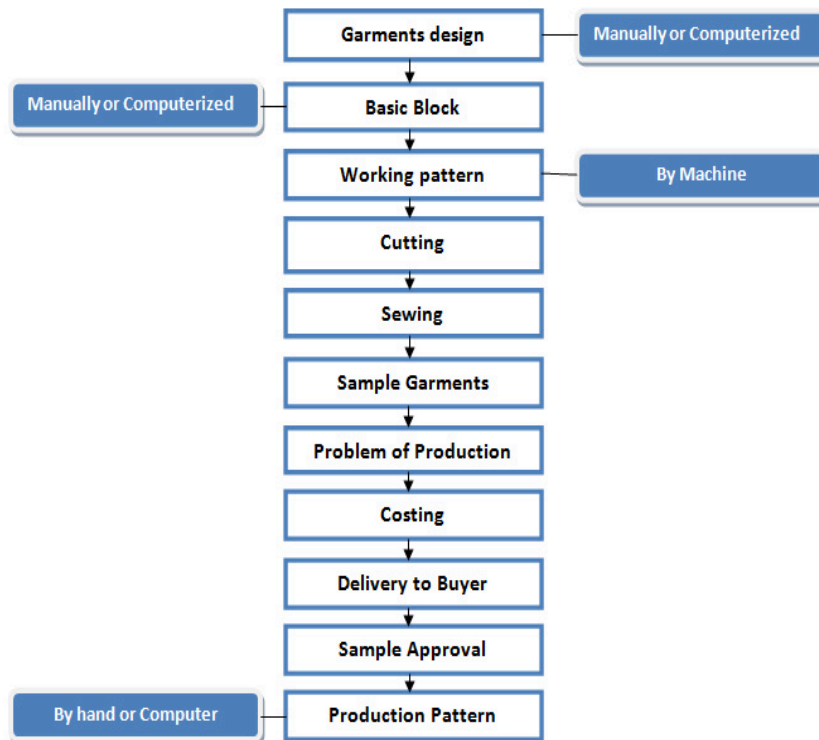 Garments design
Manually or Computerized
Manually or Computerized
Basic Block
Working pattern
By Machine
Cutting
Sewing
Sample Garments
Problem of Production
Costing
Delivery to Buyer
Sample Approval
By hand or Computer
Production Pattern